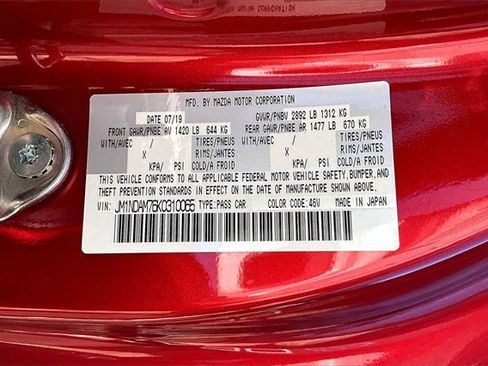 MFD. BY MAZDA MOTOR CORPORATION
DATE 07/19 GVWR/PNBV 2892 LB 1312 KG
FRONT GAWR/PNBE AV 1420 LB 644 KG REAR GAWR/PNBE AR 1477 LB 670 KG
WITH/AVEC / TIRES/PNEUS WITH/AVEC / TIRES/PNEUS
X RIMS/JANTES X RIMS/JANTES
KPA/ PSI COLD/A FROID KPA/ PSI COLD/A FROID
THIS VEHICLE CONFORMS TO ALL APPLICABLE FEDERAL MOTOR VEHICLE SAFETY, BUMPER, AND
THEFT PREVENTION STANDARDS IN EFFECT ON THE DATE OF MANUFACTURE SHOWN ABOVE.
VIN: JM1NDAM76K0310065 TYPE: PASS CAR COLOR CODE: 46V MADE IN JAPAN